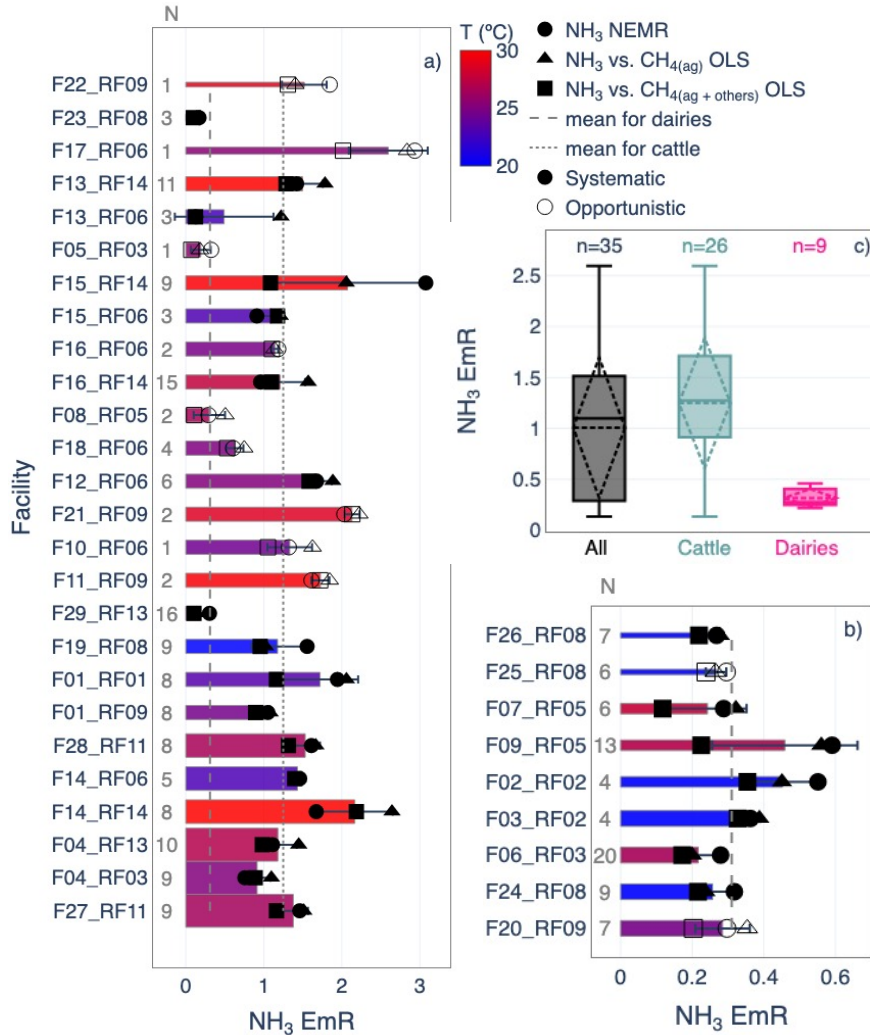 N
a)
F22_RF09 1
F23_RF08 3
F17_RF06 1
F13_RF14 11
F13_RF06 3
F05_RF03 1
F15_RF14 9
F15_RF06 3
F16_RF06 2
F16_RF14 15
F08_RF05 2
F18_RF06 4
F12_RF06 6
F21_RF09 2
F10_RF06 1
F11_RF09 2
F29_RF13 16
F19_RF08 9
F01_RF01 8
F01_RF09 8
F28_RF11 8
F14_RF06 5
F14_RF14 8
F04_RF13 10
F04_RF03 9
F27_RF11 9
Facility
0 1 2 3
NH₃ EmR
T (ºC)
30
25
20
NH₃ NEMR
NH₃ vs. CH₄₍ag₎ OLS
NH₃ vs. CH₄₍ag + others₎ OLS
mean for dairies
mean for cattle
Systematic
Opportunistic
n=35 n=26 n=9 c)
2.5
2
1.5
1
0.5
0
NH₃ EmR
All Cattle Dairies
N
b)
F26_RF08 7
F25_RF08 6
F07_RF05 6
F09_RF05 13
F02_RF02 4
F03_RF02 4
F06_RF03 20
F24_RF08 9
F20_RF09 7
0 0.2 0.4 0.6
NH₃ EmR